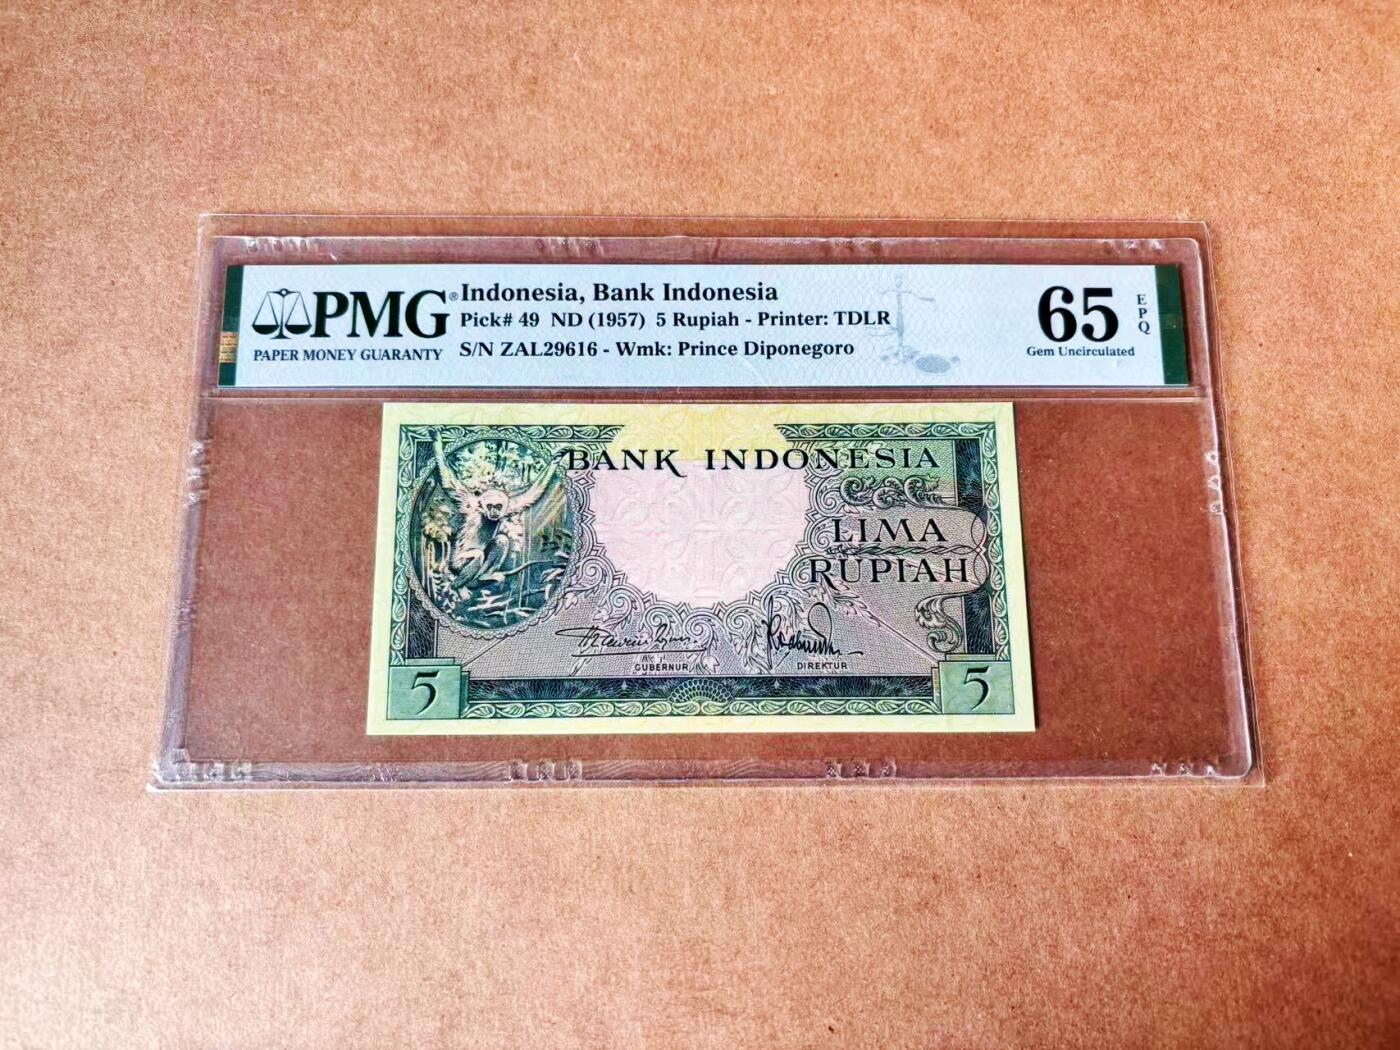 PMG®
PAPER MONEY GUARANTY
Indonesia, Bank Indonesia
Pick# 49 ND (1957) 5 Rupiah - Printer: TDLR
S/N ZAL29616 - Wmk: Prince Diponegoro
65
EPQ
Gem Uncirculated
BANK INDONESIA
LIMA
RUPIAH
GUBERNUR
DIREKTUR
5
5